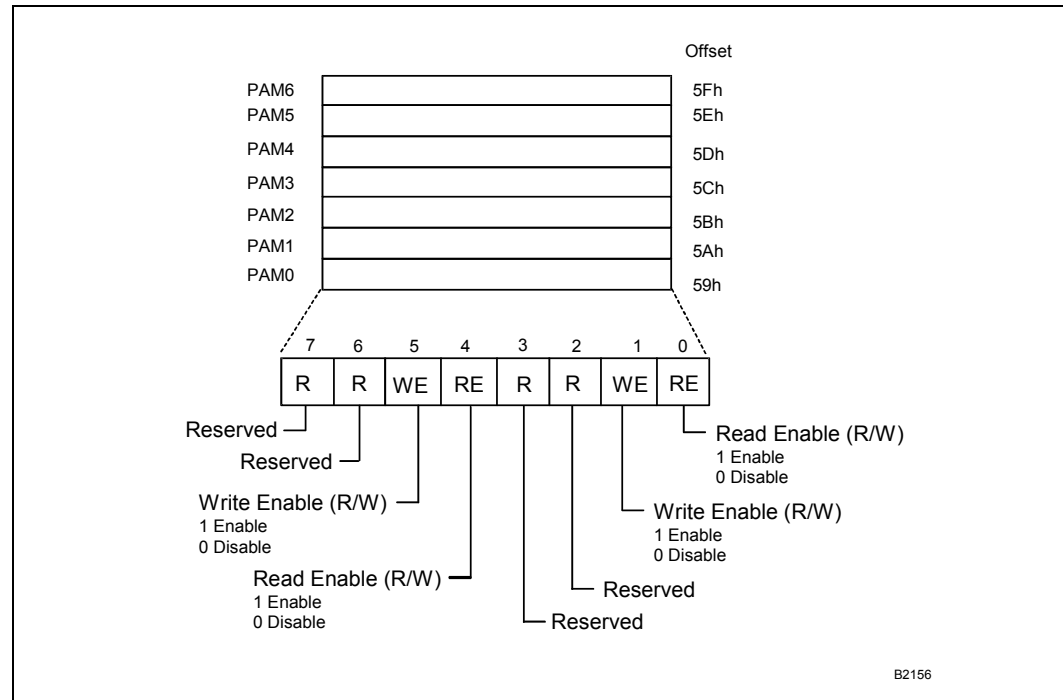 Offset
PAM6 5Fh
PAM5 5Eh
PAM4 5Dh
PAM3 5Ch
PAM2 5Bh
PAM1 5Ah
PAM0 59h
7 6 5 4 3 2 1 0
R R WE RE R R WE RE
Reserved
Reserved
Write Enable (R/W)
1 Enable
0 Disable
Read Enable (R/W)
1 Enable
0 Disable
Read Enable (R/W)
1 Enable
0 Disable
Write Enable (R/W)
1 Enable
0 Disable
Reserved
Reserved
B2156